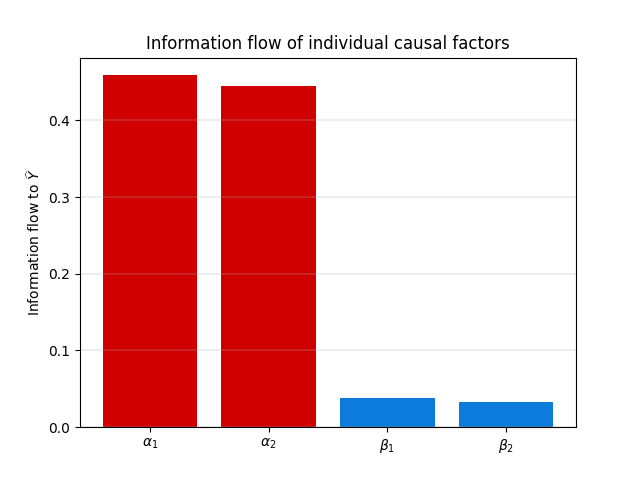 Information flow of individual causal factors
Information flow to Ŷ
0.4
0.3
0.2
0.1
0.0
α₁
α₂
β₁
β₂